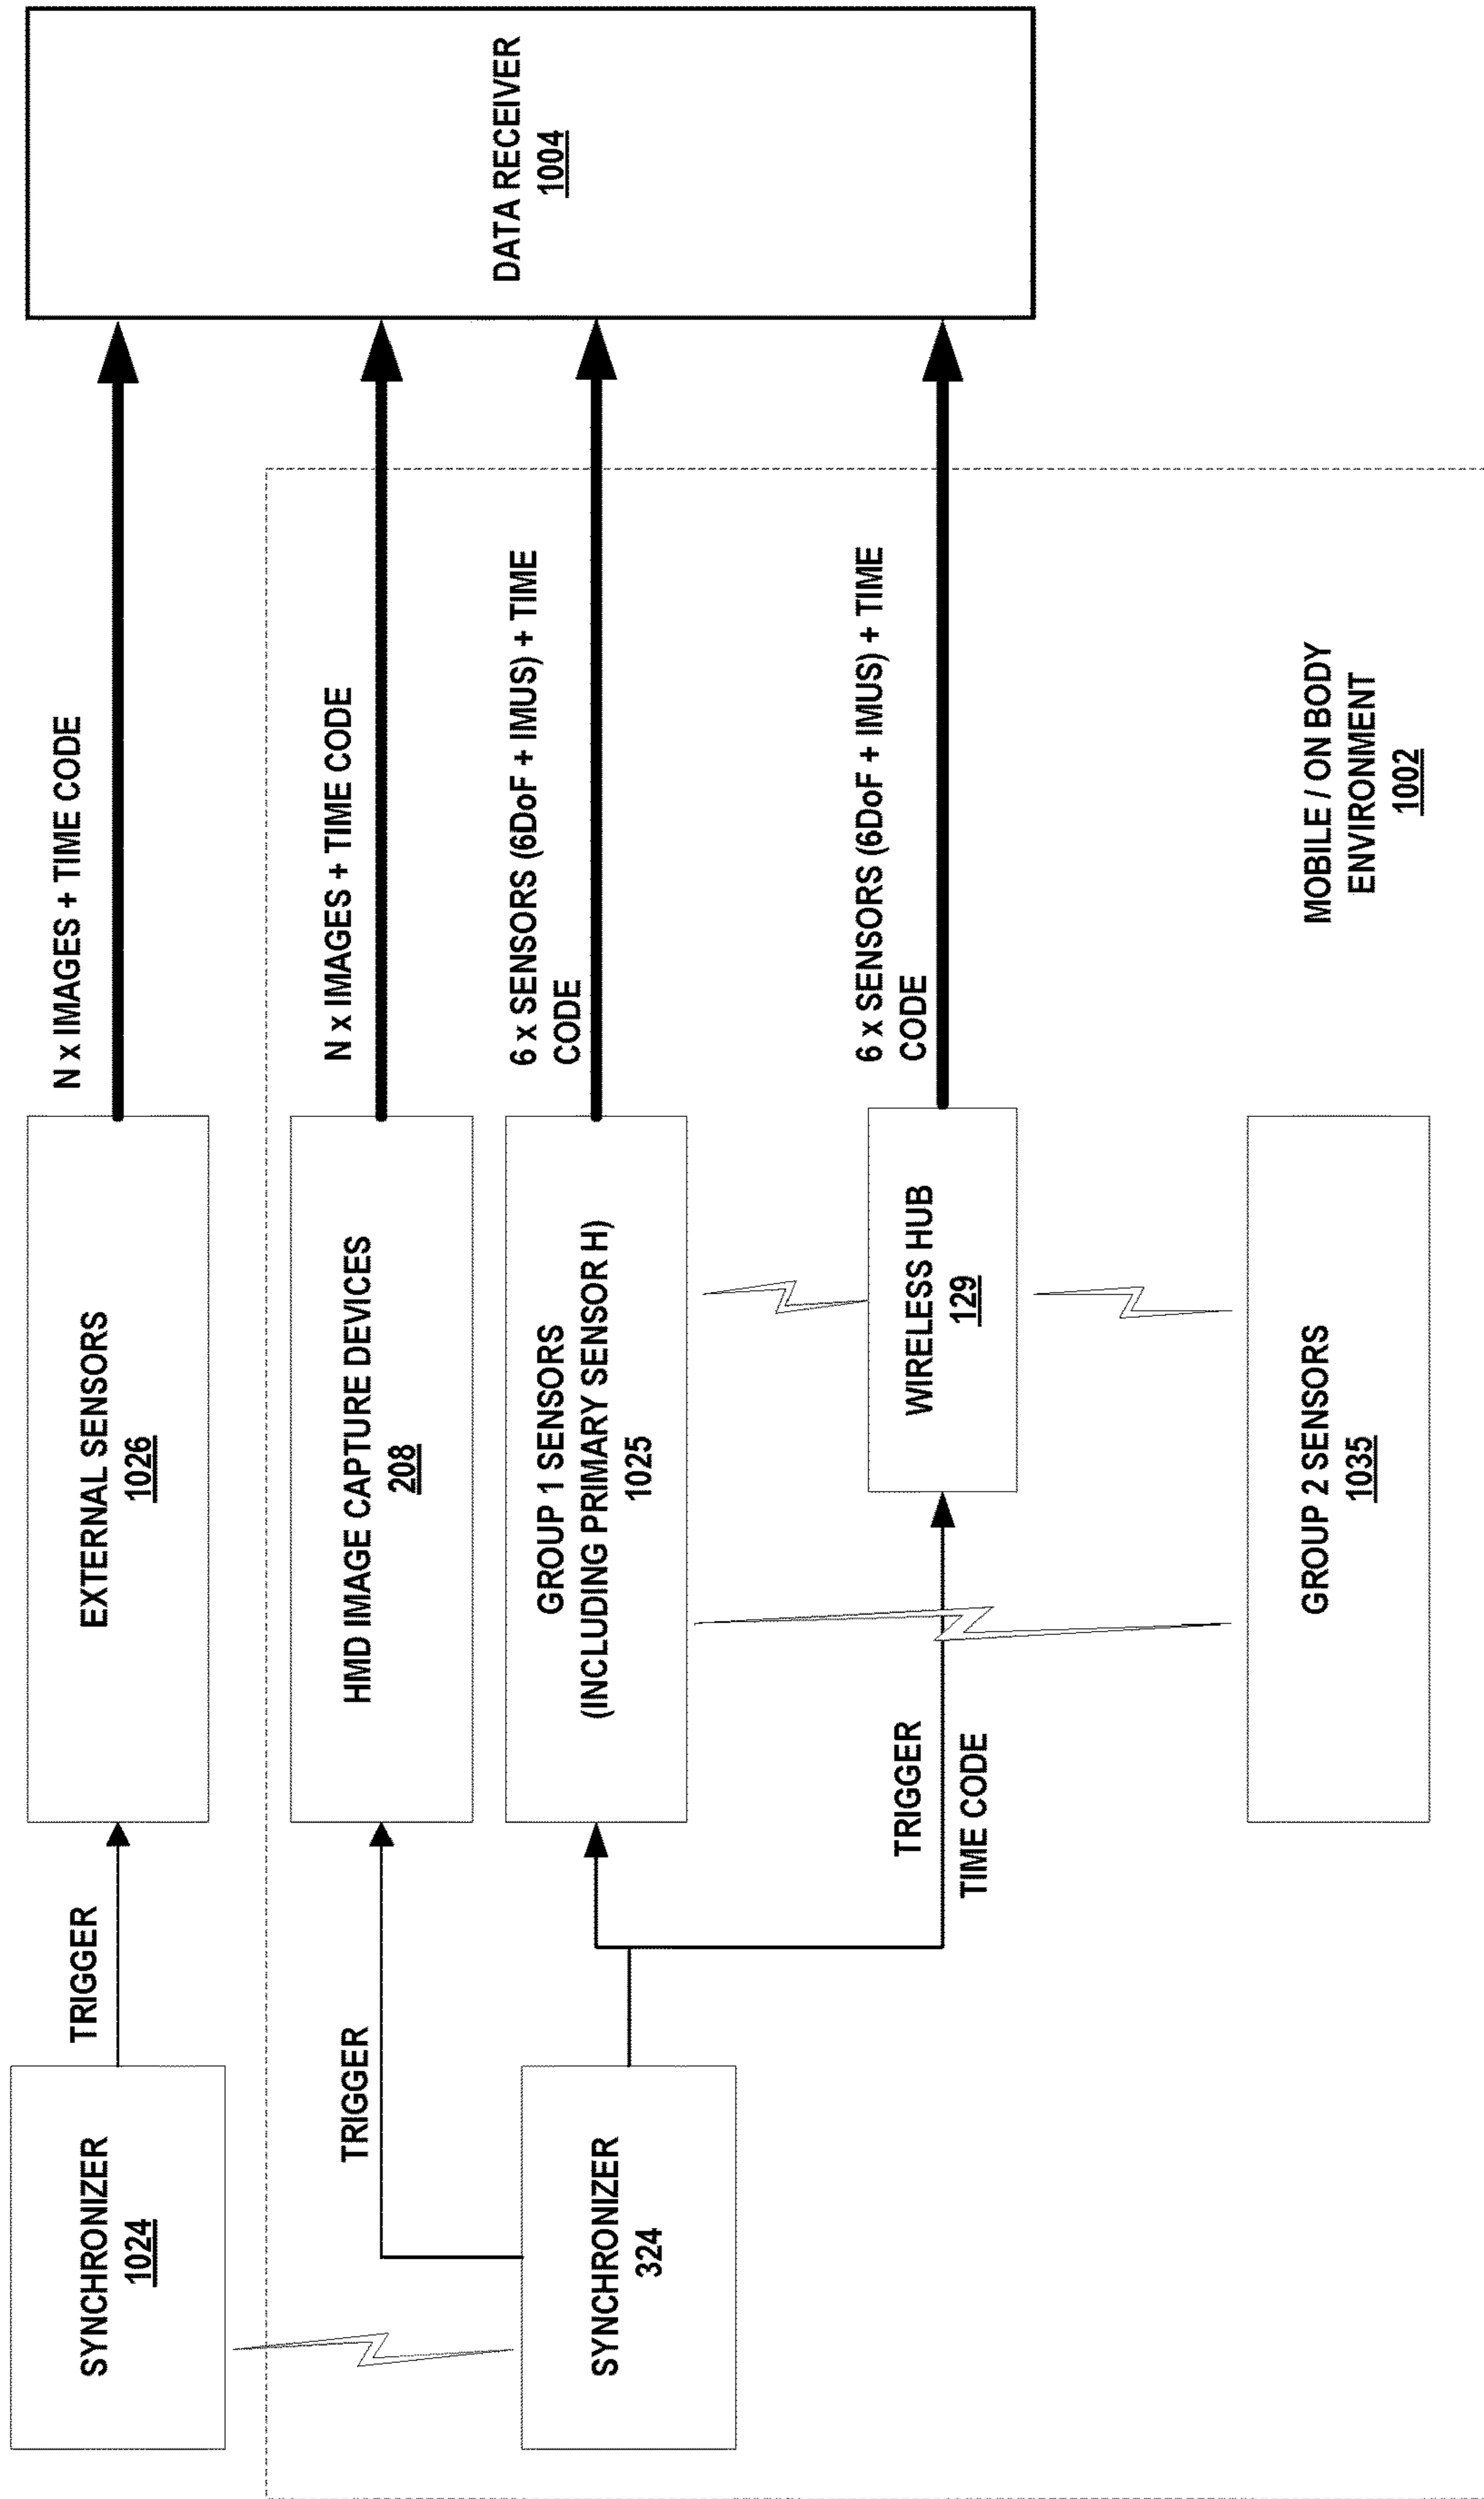 SYNCHRONIZER
1024
TRIGGER
EXTERNAL SENSORS
1026
N x IMAGES + TIME CODE
DATA RECEIVER
1004
TRIGGER
HMD IMAGE CAPTURE DEVICES
208
N x IMAGES + TIME CODE
SYNCHRONIZER
324
GROUP 1 SENSORS
(INCLUDING PRIMARY SENSOR H)
1025
6 x SENSORS (6DoF + IMUS) + TIME
CODE
TRIGGER
TIME CODE
WIRELESS HUB
129
6 x SENSORS (6DoF + IMUS) + TIME
CODE
GROUP 2 SENSORS
1035
MOBILE / ON BODY
ENVIRONMENT
1002